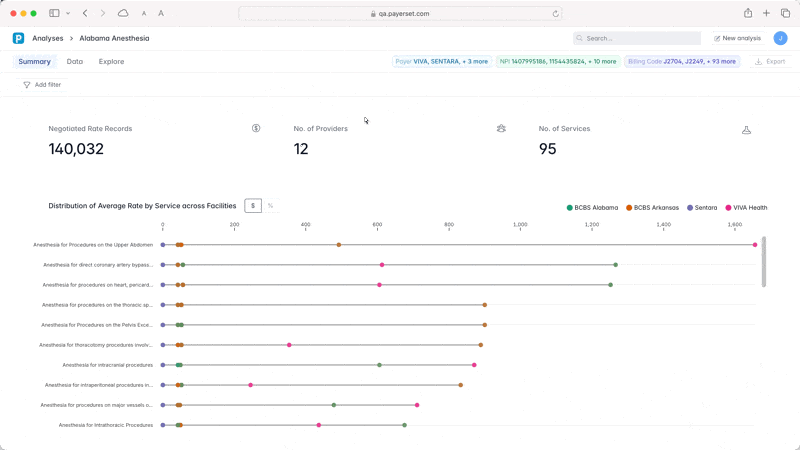 qa.payerset.com
A A
P Analyses > Alabama Anesthesia
Search...
New analysis
J
Summary Data Explore
Payer VIVA, SENTARA, + 3 more
NPI 1407995186, 1154435824, + 10 more
Billing Code J2704, J2249, + 93 more
Export
Add filter
Negotiated Rate Records
140,032
No. of Providers
12
No. of Services
95
Distribution of Average Rate by Service across Facilities
$ %
BCBS Alabama BCBS Arkansas Sentara VIVA Health
0 200 400 600 800 1,000 1,200 1,400 1,600
Anesthesia for Procedures on the Upper Abdomen
Anesthesia for direct coronary artery bypass...
Anesthesia for procedures on heart, pericard...
Anesthesia for procedures on the thoracic sp...
Anesthesia for Procedures on the Pelvis Exce...
Anesthesia for thoracotomy procedures involv...
Anesthesia for intracranial procedures
Anesthesia for intraperitoneal procedures in...
Anesthesia for procedures on major vessels o...
Anesthesia for Intrathoracic Procedures